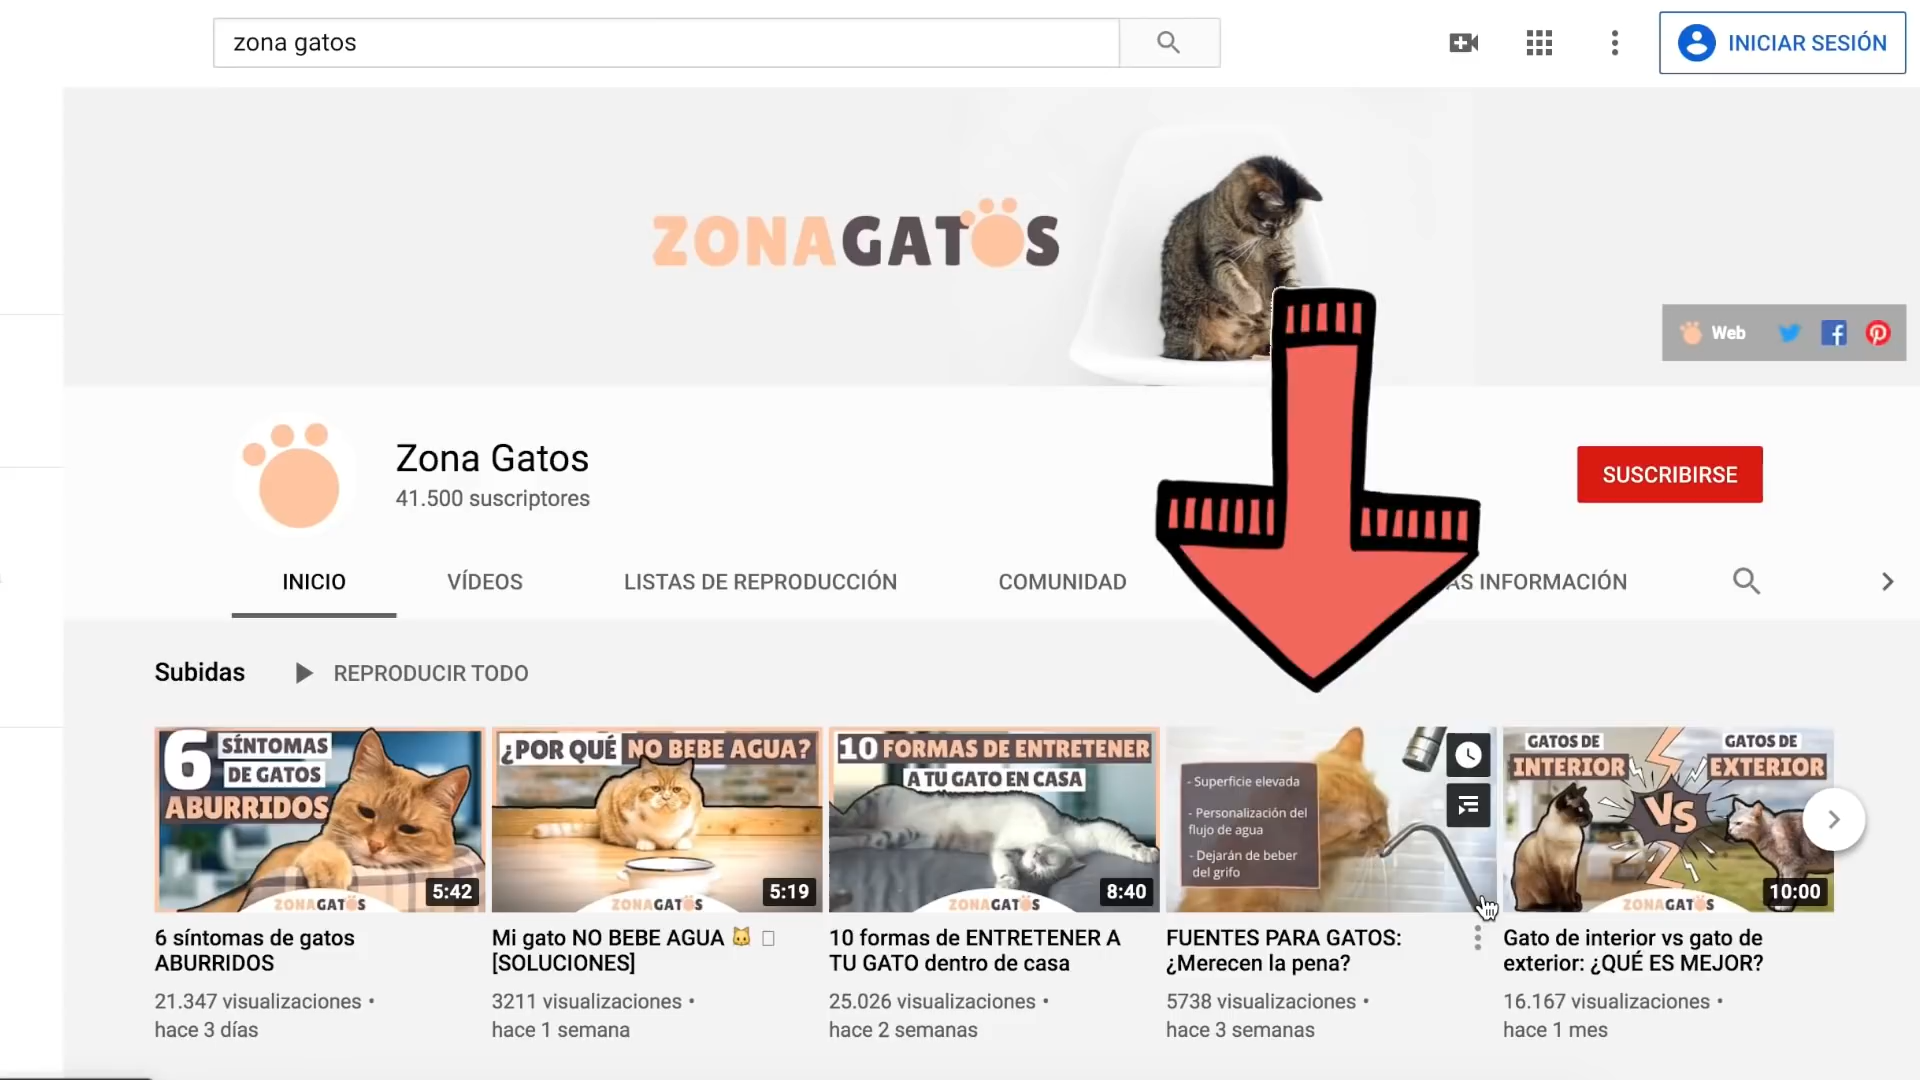 zona gatos
INICIAR SESIÓN
ZONAGATOS
Web
Zona Gatos
41.500 suscriptores
SUSCRIBIRSE
INICIO
VÍDEOS
LISTAS DE REPRODUCCIÓN
COMUNIDAD
AS INFORMACIÓN
Subidas
REPRODUCIR TODO
6 SÍNTOMAS
DE GATOS
ABURRIDOS
ZONAGATOS
5:42
¿POR QUÉ NO BEBE AGUA?
ZONAGATOS
5:19
10 FORMAS DE ENTRETENER
A TU GATO EN CASA
ZONAGATOS
8:40
- Superficie elevada
- Personalización del
flujo de agua
- Dejarán de beber
del grifo
GATOS DE
INTERIOR
VS
GATOS DE
EXTERIOR
ZONAGATOS
10:00
6 síntomas de gatos
ABURRIDOS
21.347 visualizaciones •
hace 3 días
Mi gato NO BEBE AGUA 🐱
[SOLUCIONES]
3211 visualizaciones •
hace 1 semana
10 formas de ENTRETENER A
TU GATO dentro de casa
25.026 visualizaciones •
hace 2 semanas
FUENTES PARA GATOS:
¿Merecen la pena?
5738 visualizaciones •
hace 3 semanas
Gato de interior vs gato de
exterior: ¿QUÉ ES MEJOR?
16.167 visualizaciones •
hace 1 mes